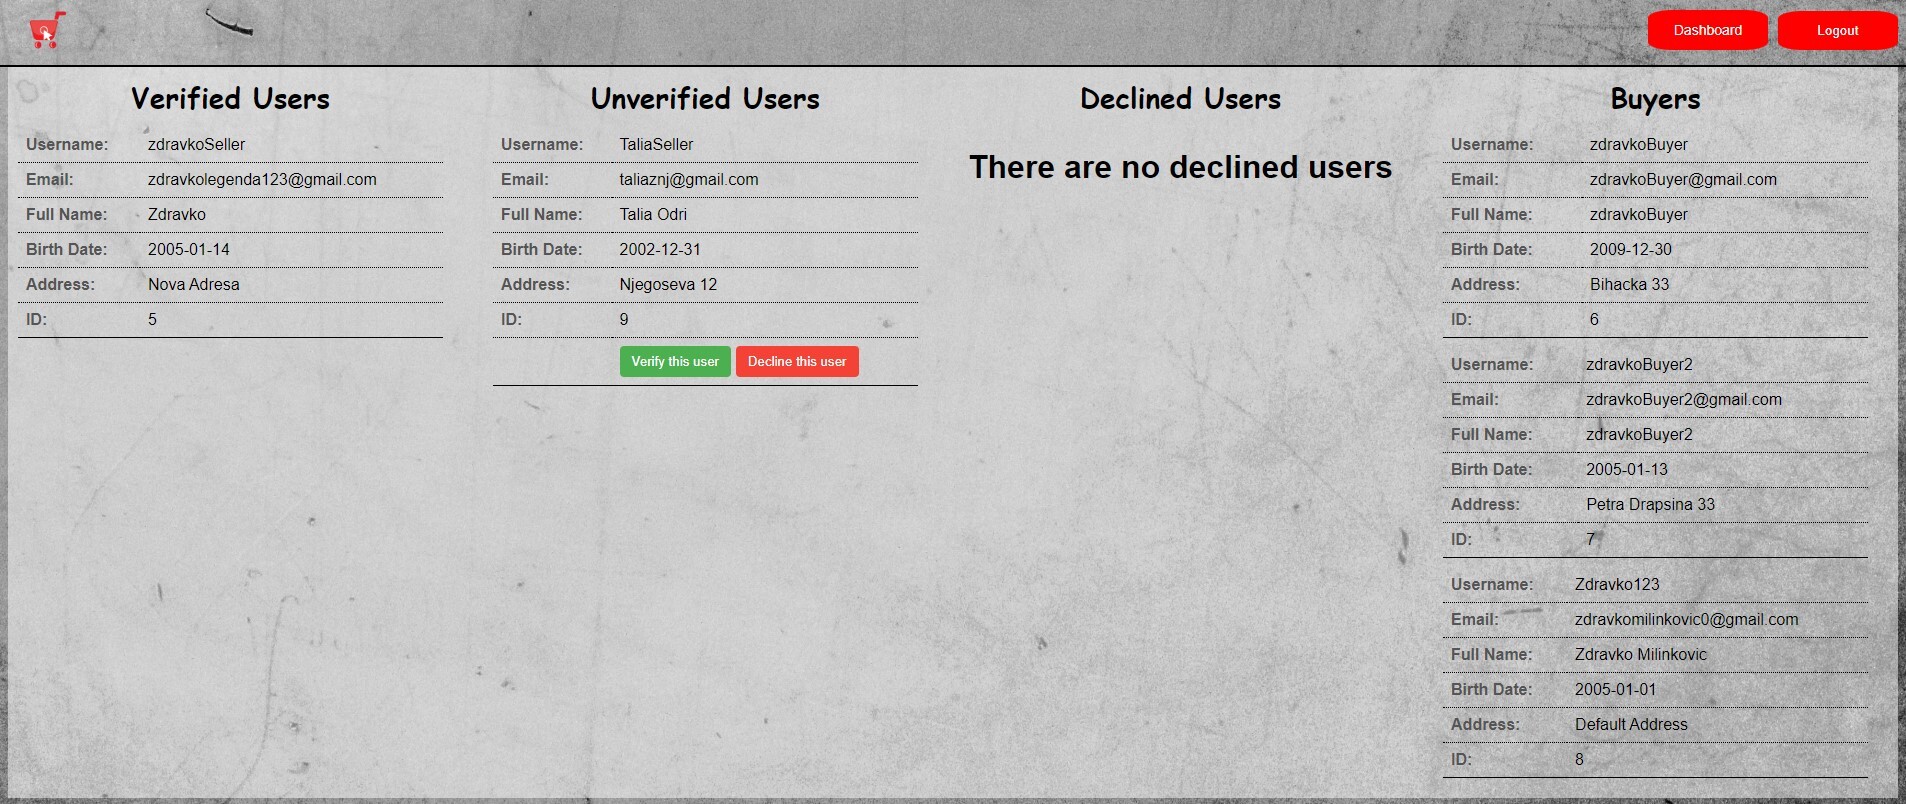 Dashboard
Logout
Verified Users
Username: zdravkoSeller
Email: zdravkolegenda123@gmail.com
Full Name: Zdravko
Birth Date: 2005-01-14
Address: Nova Adresa
ID: 5
Unverified Users
Username: TaliaSeller
Email: taliaznj@gmail.com
Full Name: Talia Odri
Birth Date: 2002-12-31
Address: Njegoseva 12
ID: 9
Verify this user Decline this user
Declined Users
There are no declined users
Buyers
Username: zdravkoBuyer
Email: zdravkoBuyer@gmail.com
Full Name: zdravkoBuyer
Birth Date: 2009-12-30
Address: Bihacka 33
ID: 6
Username: zdravkoBuyer2
Email: zdravkoBuyer2@gmail.com
Full Name: zdravkoBuyer2
Birth Date: 2005-01-13
Address: Petra Drapsina 33
ID: 7
Username: Zdravko123
Email: zdravkomilinkovic0@gmail.com
Full Name: Zdravko Milinkovic
Birth Date: 2005-01-01
Address: Default Address
ID: 8